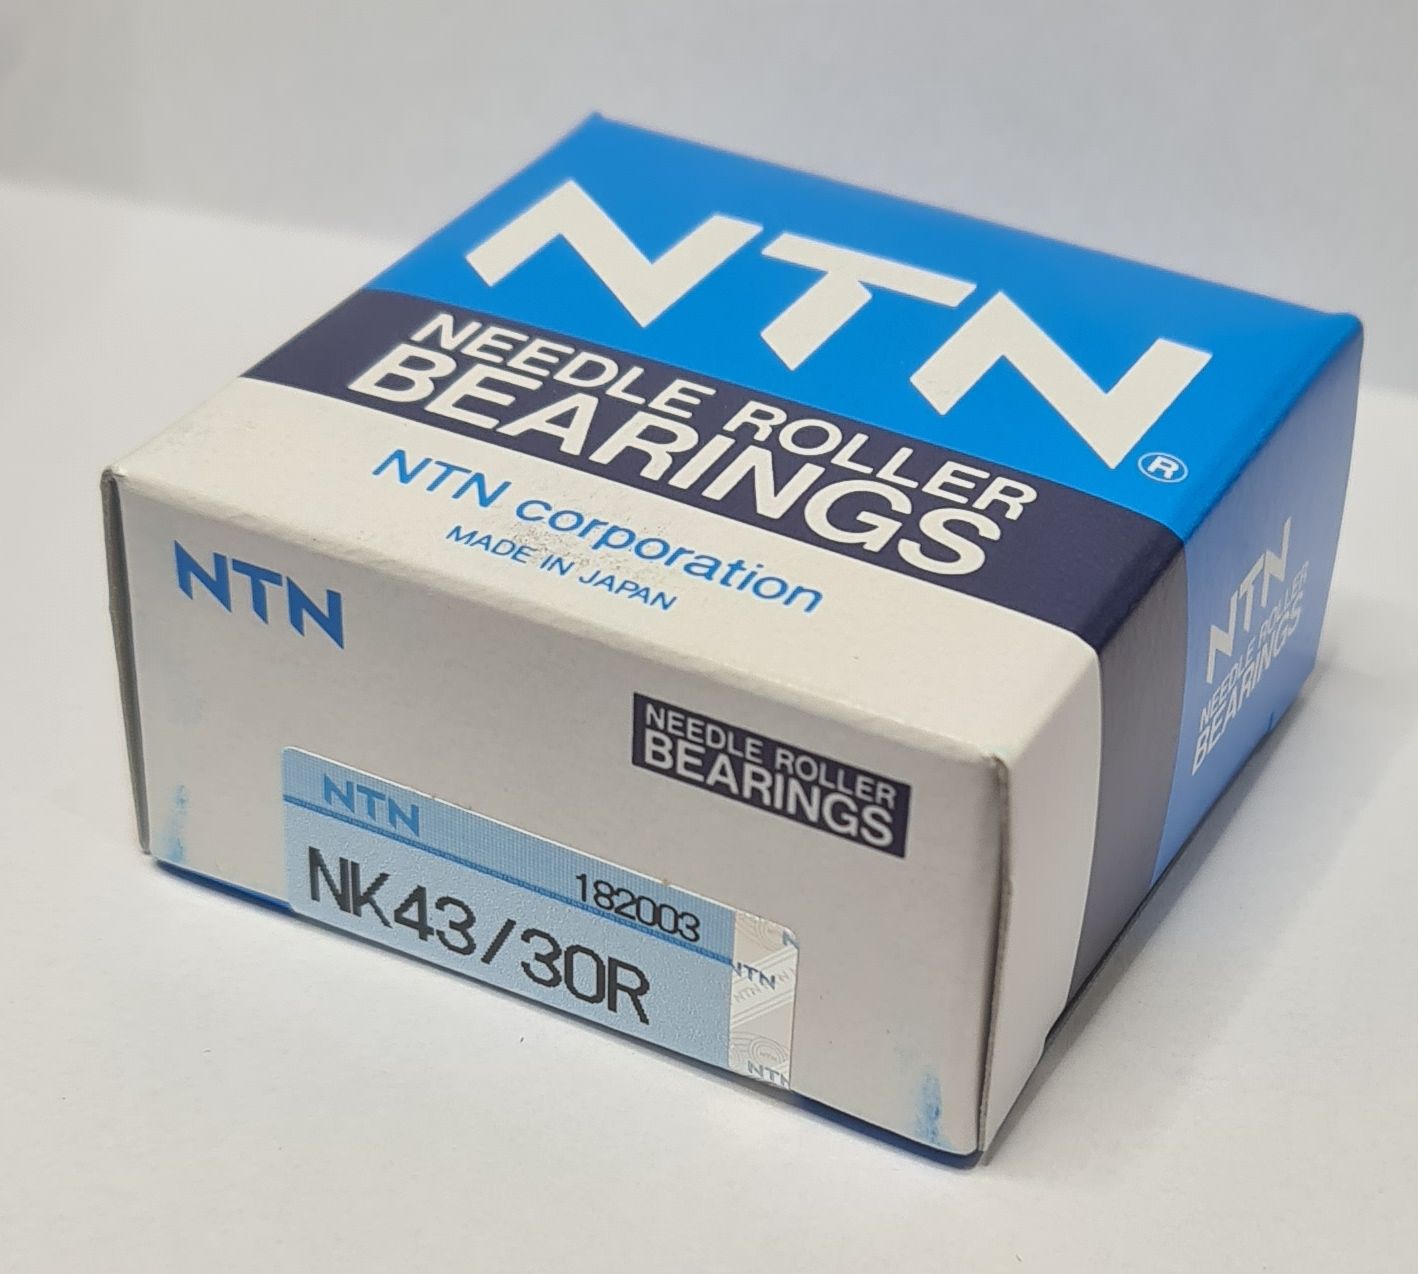 NTN®
NEEDLE ROLLER
BEARINGS
NTN corporation
MADE IN JAPAN
NTN
NEEDLE ROLLER
BEARINGS
NTN
182003
NK43/30R
NTN
NTN
NTN
NEEDLE ROLLER
BEARINGS